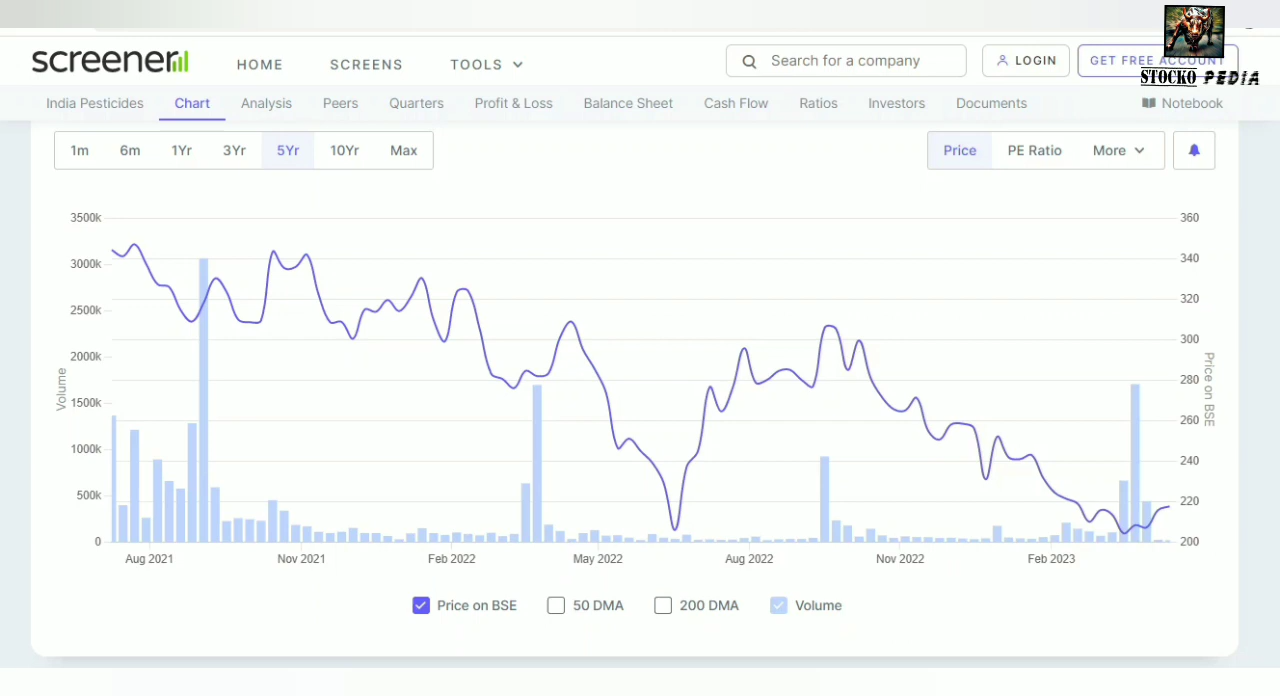 screener
HOME SCREENS TOOLS
Search for a company
LOGIN
GET FREE ACCOUNT
STOCKO PEDIA
India Pesticides Chart Analysis Peers Quarters Profit & Loss Balance Sheet Cash Flow Ratios Investors Documents Notebook
1m 6m 1Yr 3Yr 5Yr 10Yr Max Price PE Ratio More
3500k 360
3000k 340
2500k 320
2000k 300
1500k 280
1000k 260
500k 240
0 220
200
Volume
Price on BSE
Aug 2021 Nov 2021 Feb 2022 May 2022 Aug 2022 Nov 2022 Feb 2023
Price on BSE 50 DMA 200 DMA Volume